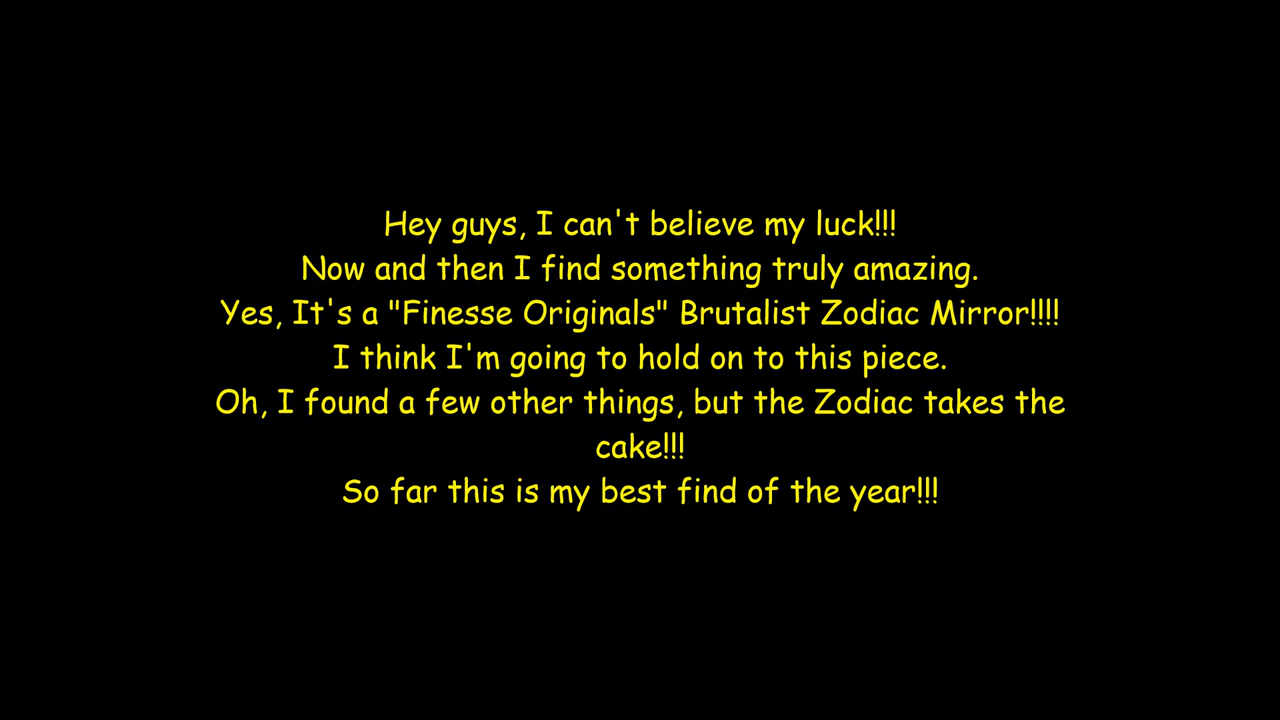 Hey guys, I can't believe my luck!!!
Now and then I find something truly amazing.
Yes, It's a "Finesse Originals" Brutalist Zodiac Mirror!!!!
I think I'm going to hold on to this piece.
Oh, I found a few other things, but the Zodiac takes the
cake!!!
So far this is my best find of the year!!!